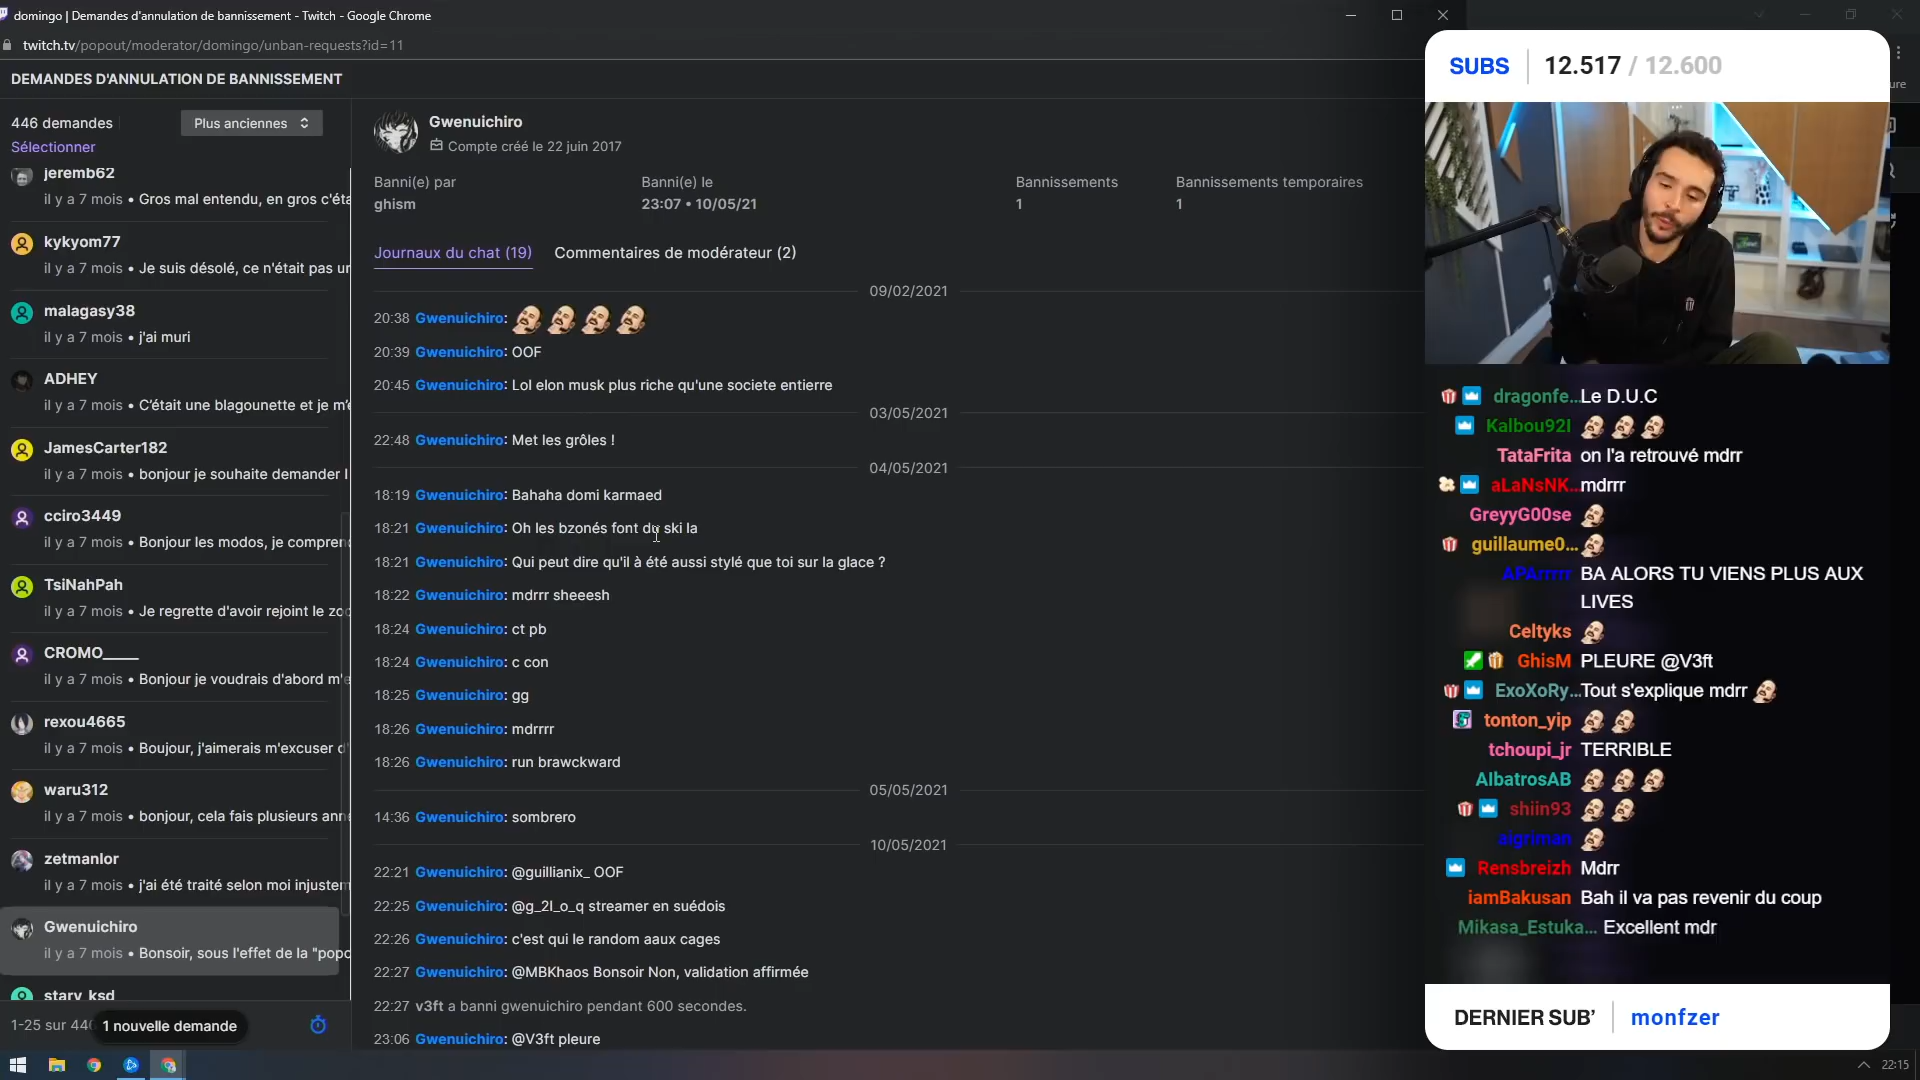 domingo | Demandes d'annulation de bannissement - Twitch - Google Chrome
twitch.tv/popout/moderator/domingo/unban-requests?id=11
DEMANDES D'ANNULATION DE BANNISSEMENT
446 demandes
Plus anciennes
Sélectionner
jeremb62
il y a 7 mois • Gros mal entendu, en gros c'éta
kykyom77
il y a 7 mois • Je suis désolé, ce n'était pas ur
malagasy38
il y a 7 mois • j'ai muri
ADHEY
il y a 7 mois • C'était une blagounette et je m'e
JamesCarter182
il y a 7 mois • bonjour je souhaite demander l
cciro3449
il y a 7 mois • Bonjour les modos, je compren
TsiNahPah
il y a 7 mois • Je regrette d'avoir rejoint le zoo
CROMO_____
il y a 7 mois • Bonjour je voudrais d'abord m'e
rexou4665
il y a 7 mois • Boujour, j'aimerais m'excuser d'
waru312
il y a 7 mois • bonjour, cela fais plusieurs ann
zetmanlor
il y a 7 mois • j'ai été traité selon moi injustem
Gwenuichiro
il y a 7 mois • Bonsoir, sous l'effet de la "popo
stary_ksd
1-25 sur 446
1 nouvelle demande
Gwenuichiro
Compte créé le 22 juin 2017
Banni(e) par
ghism
Banni(e) le
23:07 • 10/05/21
Bannissements
1
Bannissements temporaires
1
Journaux du chat (19)
Commentaires de modérateur (2)
09/02/2021
20:38 Gwenuichiro:
20:39 Gwenuichiro: OOF
20:45 Gwenuichiro: Lol elon musk plus riche qu'une societe entierre
03/05/2021
22:48 Gwenuichiro: Met les grôles !
04/05/2021
18:19 Gwenuichiro: Bahaha domi karmaed
18:21 Gwenuichiro: Oh les bzonés font du ski la
18:21 Gwenuichiro: Qui peut dire qu'il à été aussi stylé que toi sur la glace ?
18:22 Gwenuichiro: mdrrr sheeesh
18:24 Gwenuichiro: ct pb
18:24 Gwenuichiro: c con
18:25 Gwenuichiro: gg
18:26 Gwenuichiro: mdrrrr
18:26 Gwenuichiro: run brawckward
05/05/2021
14:36 Gwenuichiro: sombrero
10/05/2021
22:21 Gwenuichiro: @guillianix_ OOF
22:25 Gwenuichiro: @g_2l_o_q streamer en suédois
22:26 Gwenuichiro: c'est qui le random aaux cages
22:27 Gwenuichiro: @MBKhaos Bonsoir Non, validation affirmée
22:27 v3ft a banni gwenuichiro pendant 600 secondes.
23:06 Gwenuichiro: @V3ft pleure
SUBS 12.517 / 12.600
ure
dragonfe... Le D.U.C
Kalbou92I
TataFrita on l'a retrouvé mdrr
aLaNsNK... mdrrr
GreyyG00se
guillaume0...
APArrrrr BA ALORS TU VIENS PLUS AUX
LIVES
Celtyks
GhisM PLEURE @V3ft
ExoXoRy... Tout s'explique mdrr
tonton_yip
tchoupi_jr TERRIBLE
AlbatrosAB
shiin93
aigriman
Rensbreizh Mdrr
iamBakusan Bah il va pas revenir du coup
Mikasa_Estuka... Excellent mdr
DERNIER SUB' monfzer
22:15